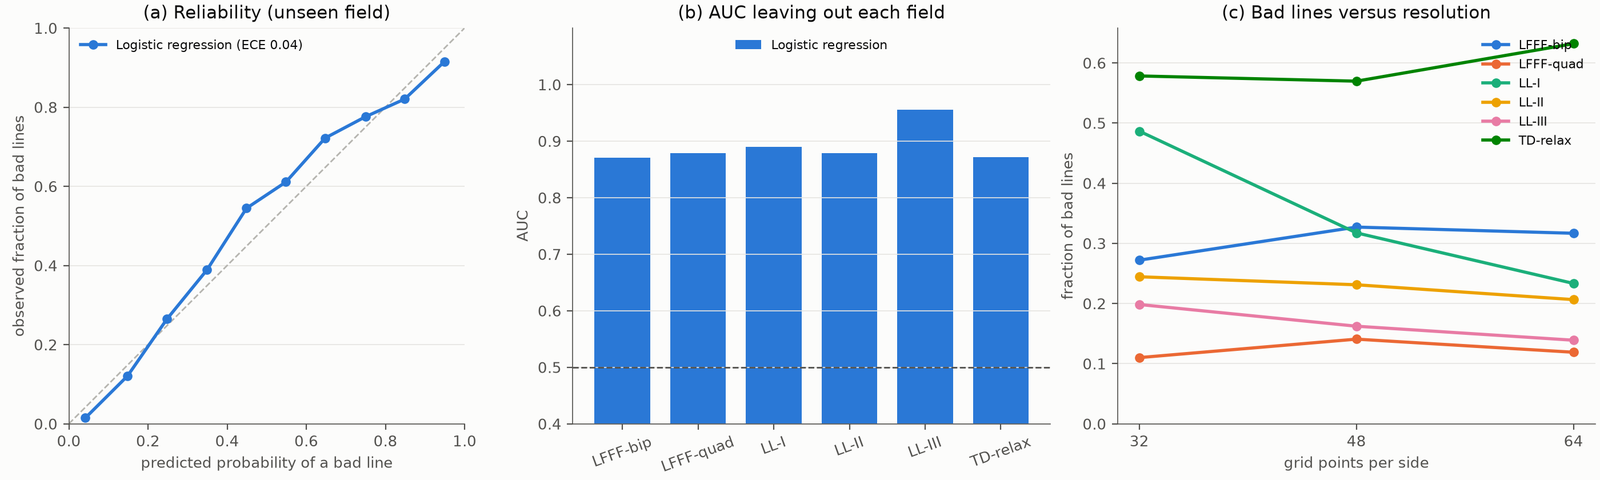 (a) Reliability (unseen field)
Logistic regression (ECE 0.04)
observed fraction of bad lines
1.0
0.8
0.6
0.4
0.2
0.0
0.0 0.2 0.4 0.6 0.8 1.0
predicted probability of a bad line
(b) AUC leaving out each field
Logistic regression
AUC
1.0
0.9
0.8
0.7
0.6
0.5
0.4
LFFF-bip LFFF-quad LL-I LL-II LL-III TD-relax
(c) Bad lines versus resolution
LFFF-bip
LFFF-quad
LL-I
LL-II
LL-III
TD-relax
fraction of bad lines
0.6
0.5
0.4
0.3
0.2
0.1
0.0
32 48 64
grid points per side